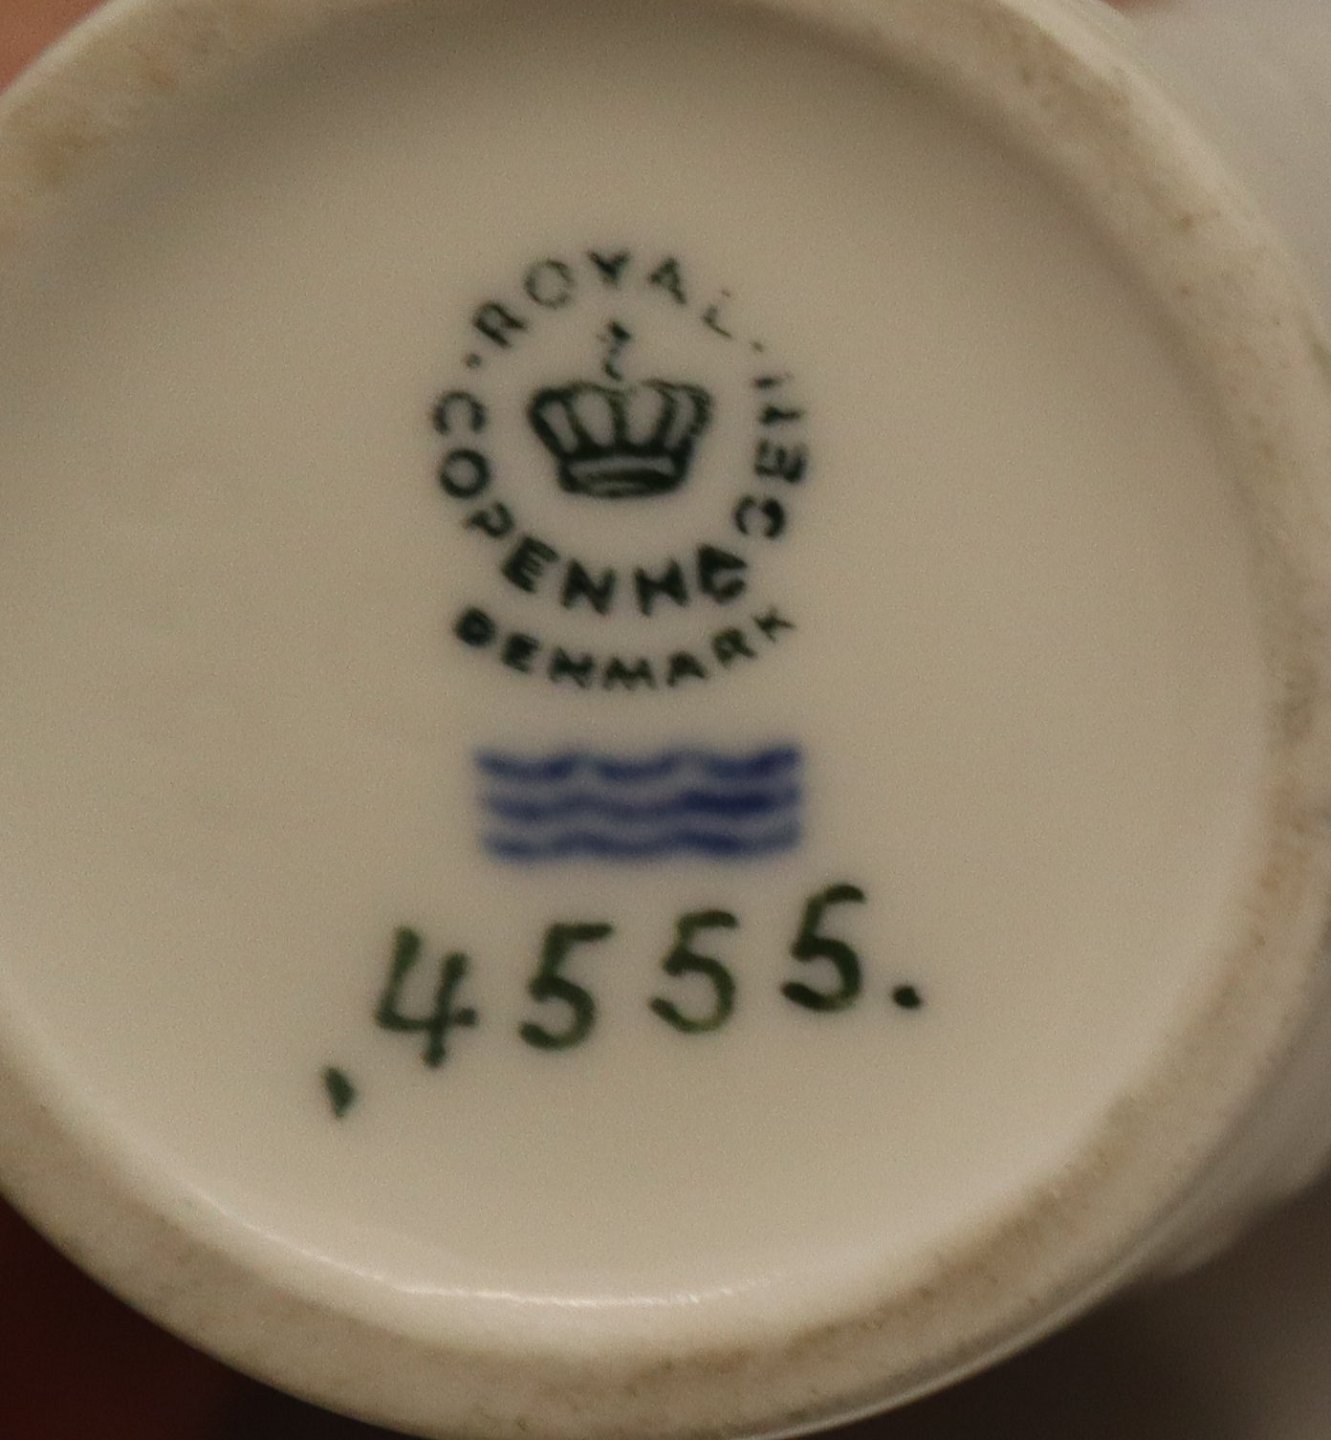 ROYAL
COPENHAGEN
DENMARK
4555.